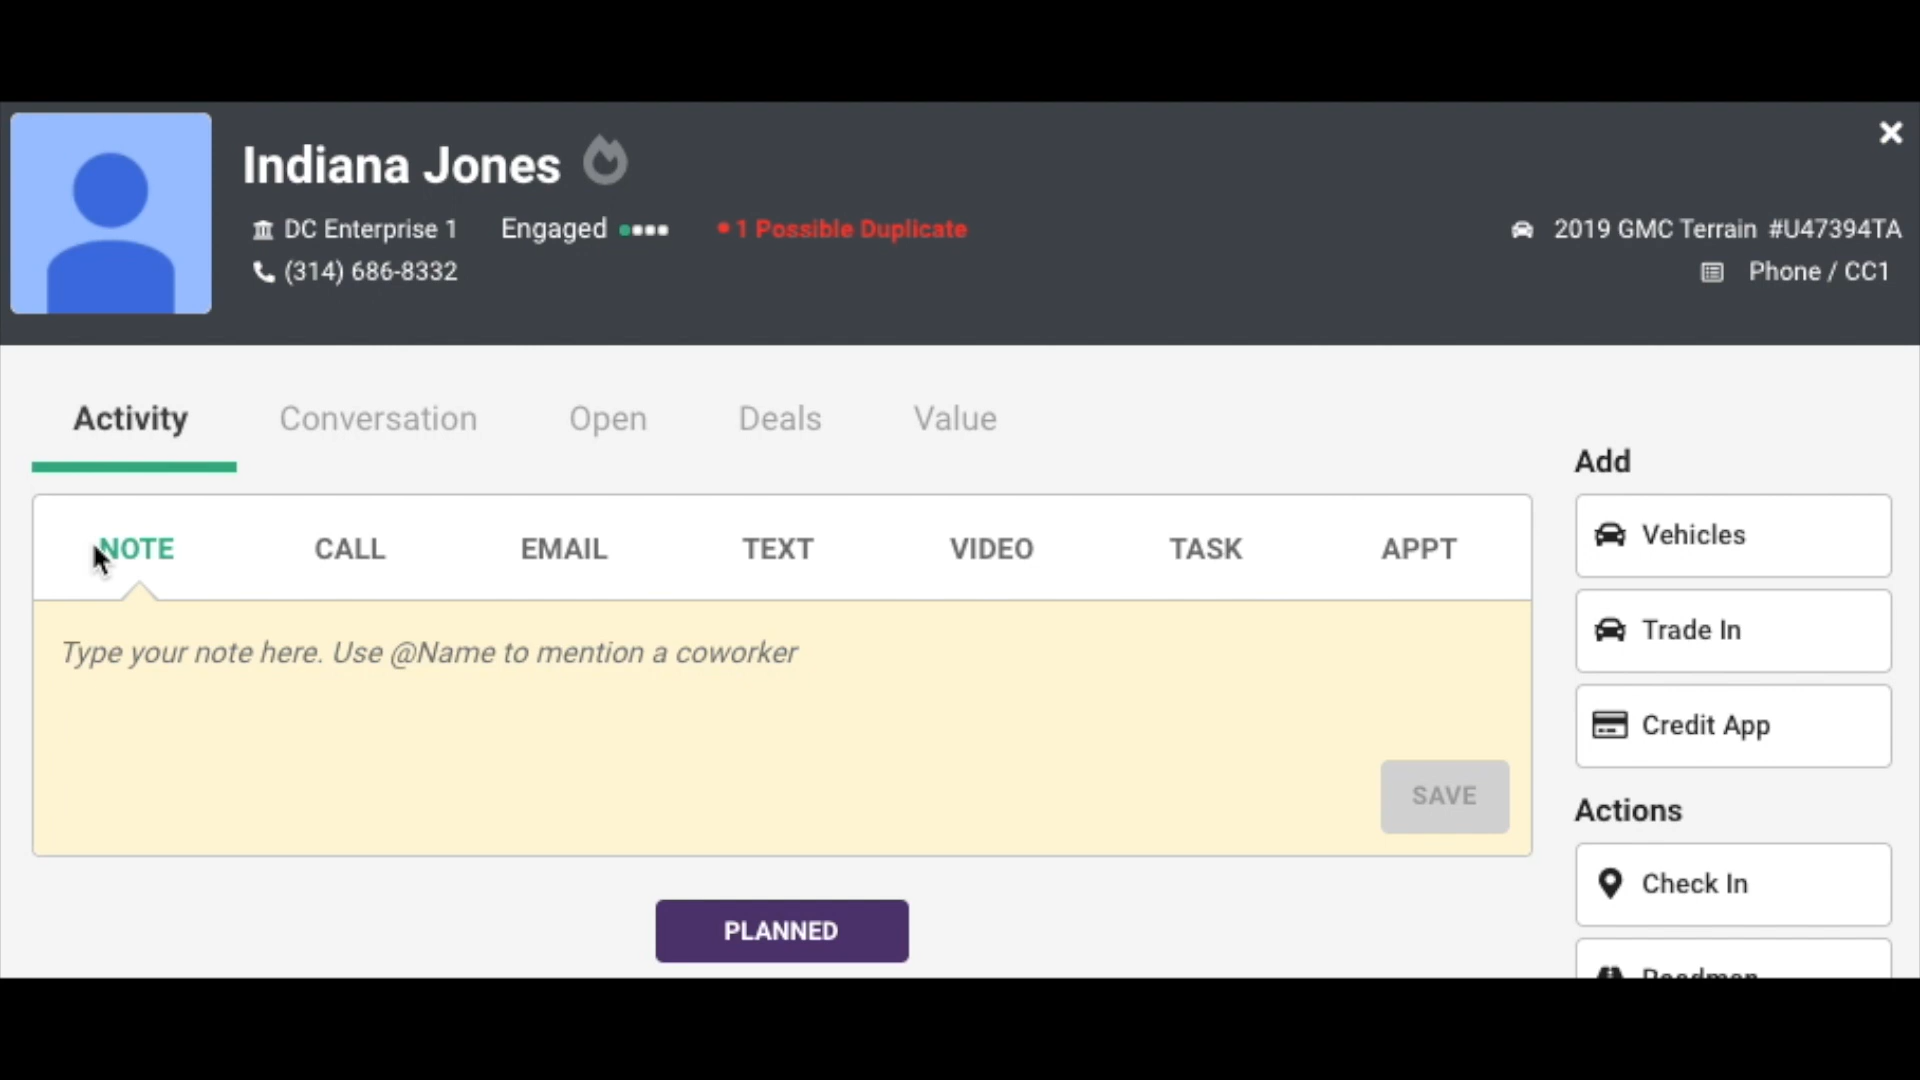 Indiana Jones
DC Enterprise 1 Engaged 1 Possible Duplicate 2019 GMC Terrain #U47394TA
(314) 686-8332 Phone / CC1
Activity Conversation Open Deals Value
Add
NOTE CALL EMAIL TEXT VIDEO TASK APPT
Vehicles
Type your note here. Use @Name to mention a coworker
Trade In
Credit App
SAVE
Actions
Check In
PLANNED
Roadmap